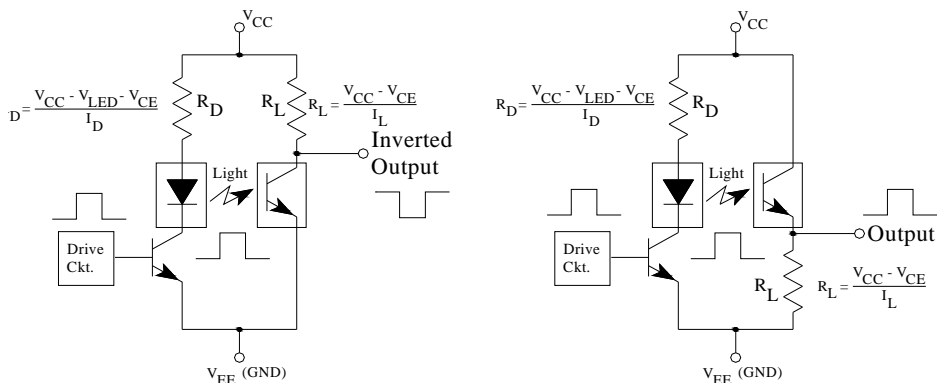 VCC
D = VCC - VLED - VCE
ID
RD
RL
RL = VCC - VCE
IL
Inverted
Output
Light
Drive
Ckt.
VEE (GND)
VCC
RD = VCC - VLED - VCE
ID
RD
Light
Drive
Ckt.
Output
RL
RL = VCC - VCE
IL
VEE (GND)